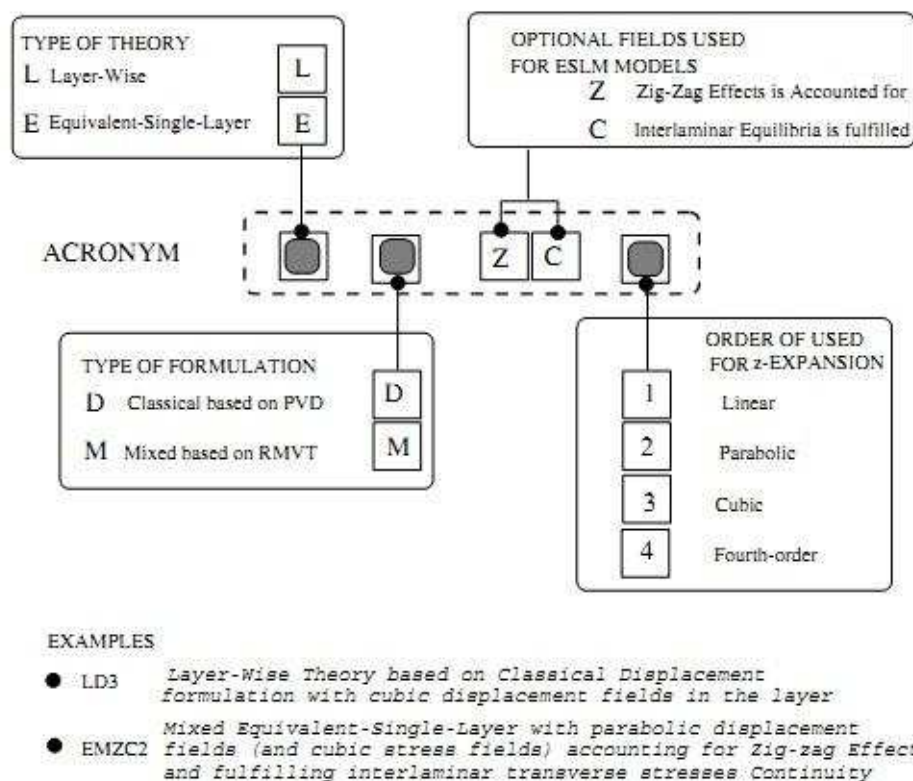 TYPE OF THEORY
L Layer-Wise
L
E Equivalent-Single-Layer
E
OPTIONAL FIELDS USED
FOR ESLM MODELS
Z Zig-Zag Effects is Accounted for
C Interlaminar Equilibria is fulfilled
ACRONYM
Z C
TYPE OF FORMULATION
D Classical based on PVD
D
M Mixed based on RMVT
M
ORDER OF USED
FOR z-EXPANSION
1 Linear
2 Parabolic
3 Cubic
4 Fourth-order
EXAMPLES
LD3 Layer-Wise Theory based on Classical Displacement
formulation with cubic displacement fields in the layer
EMZC2 Mixed Equivalent-Single-Layer with parabolic displacement
fields (and cubic stress fields) accounting for Zig-zag Effect
and fulfilling interlaminar transverse stresses Continuity